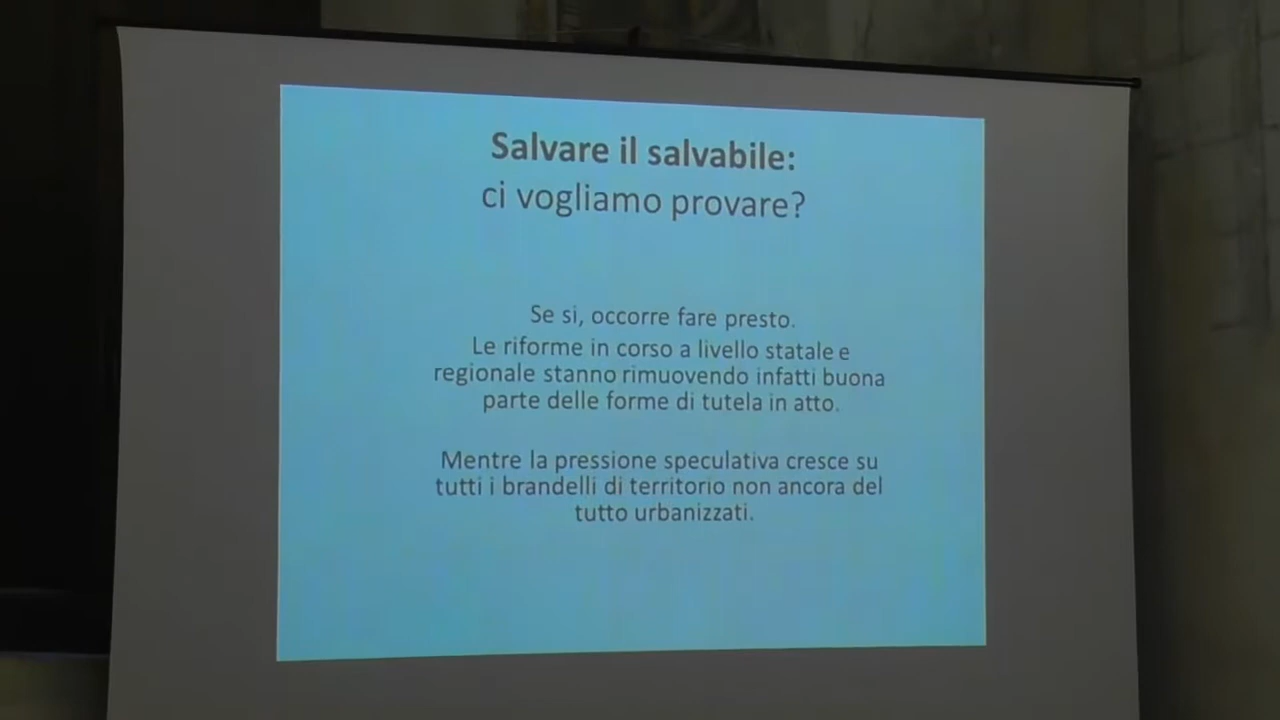 Salvare il salvabile:
ci vogliamo provare?
Se si, occorre fare presto.
Le riforme in corso a livello statale e
regionale stanno rimuovendo infatti buona
parte delle forme di tutela in atto.
Mentre la pressione speculativa cresce su
tutti i brandelli di territorio non ancora del
tutto urbanizzati.